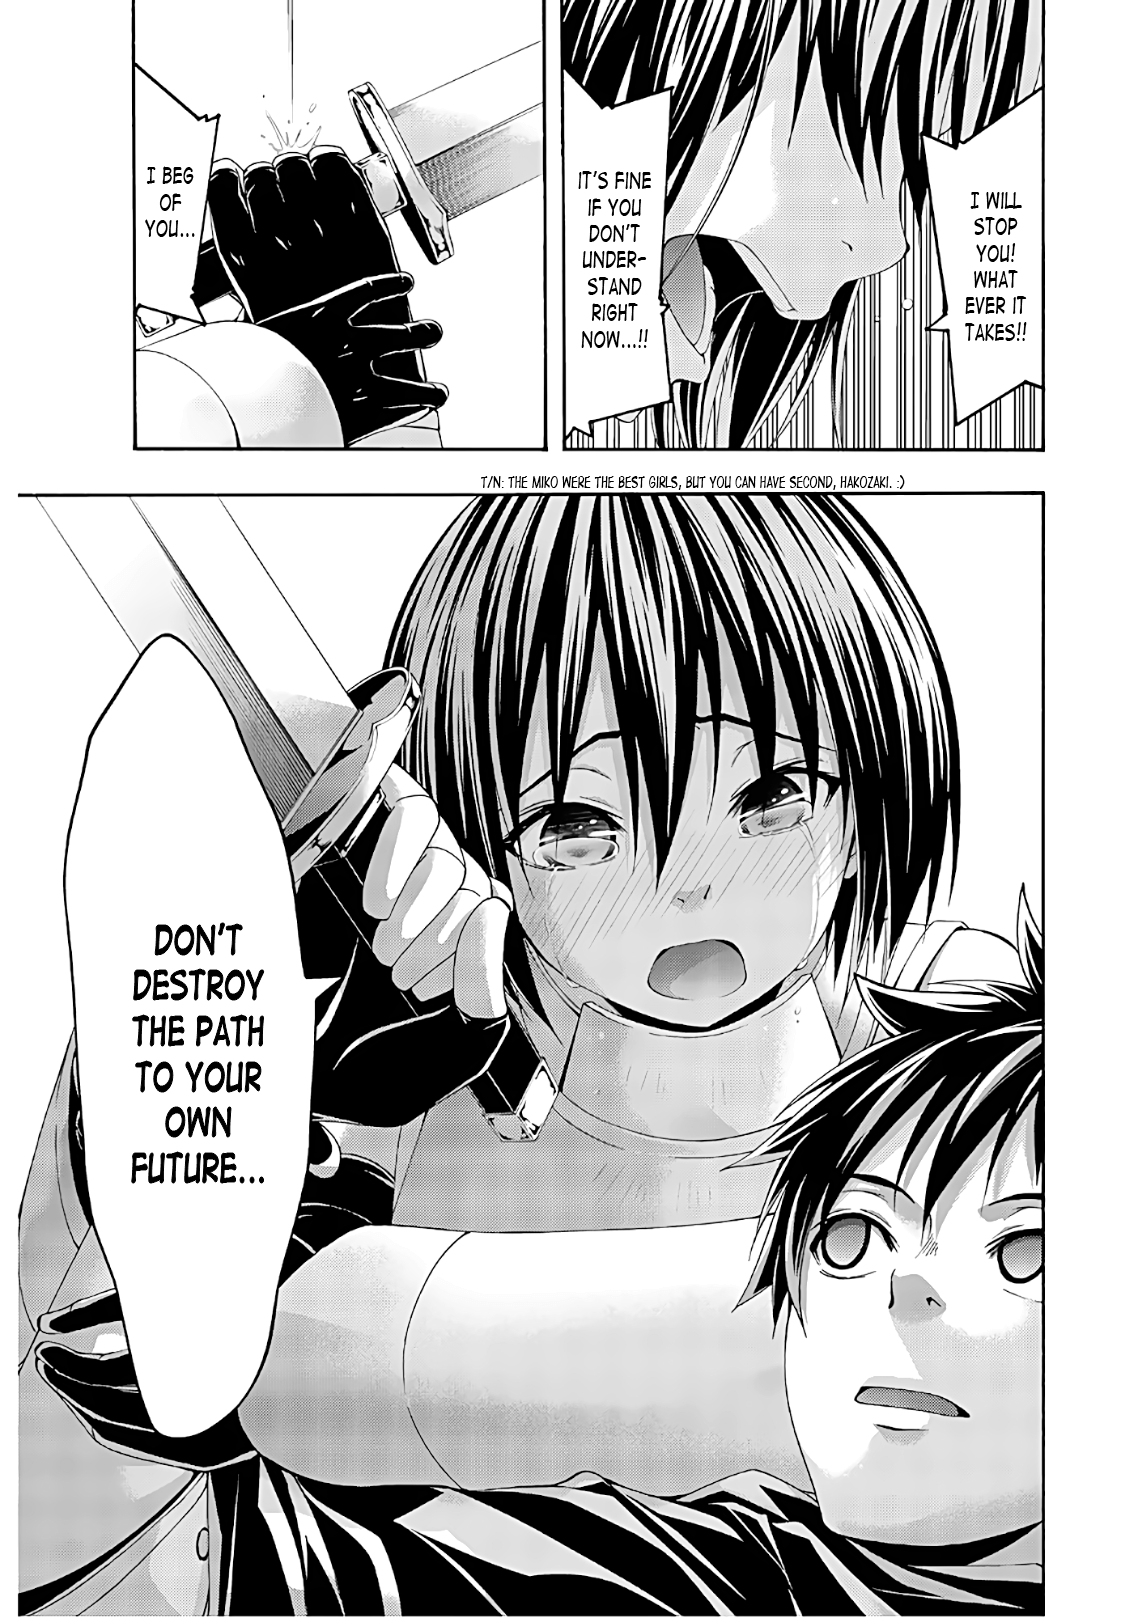 I WILL
STOP
YOU!
WHAT
EVER IT
TAKES!!
IT'S FINE
IF YOU
DON'T
UNDER-
STAND
RIGHT
NOW...!!
I BEG
OF
YOU...
T/N: THE MIKO WERE THE BEST GIRLS, BUT YOU CAN HAVE SECOND, HAKOZAKI. :)
DON'T
DESTROY
THE PATH
TO YOUR
OWN
FUTURE...